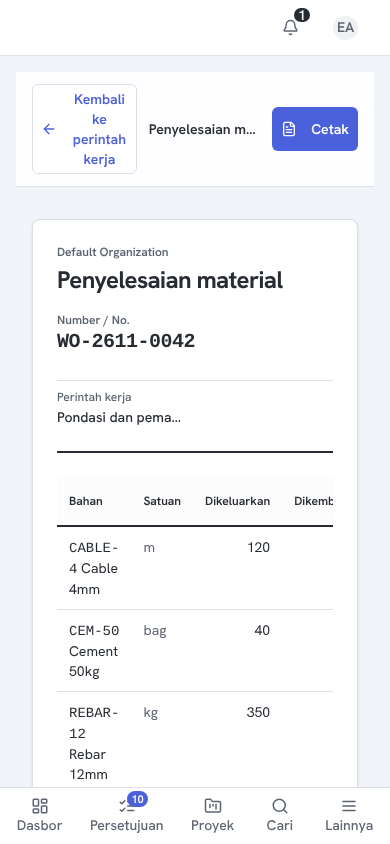 1
EA
Kembali
ke
perintah
kerja
Penyelesaian m...
Cetak
Default Organization
Penyelesaian material
Number / No.
WO-2611-0042
Perintah kerja
Pondasi dan pema...
Bahan Satuan Dikeluarkan Dikemb
CABLE-
4 Cable
4mm
m 120
CEM-50
Cement
50kg
bag 40
REBAR-
12
Rebar
12mm
kg 350
10
Dasbor Persetujuan Proyek Cari Lainnya